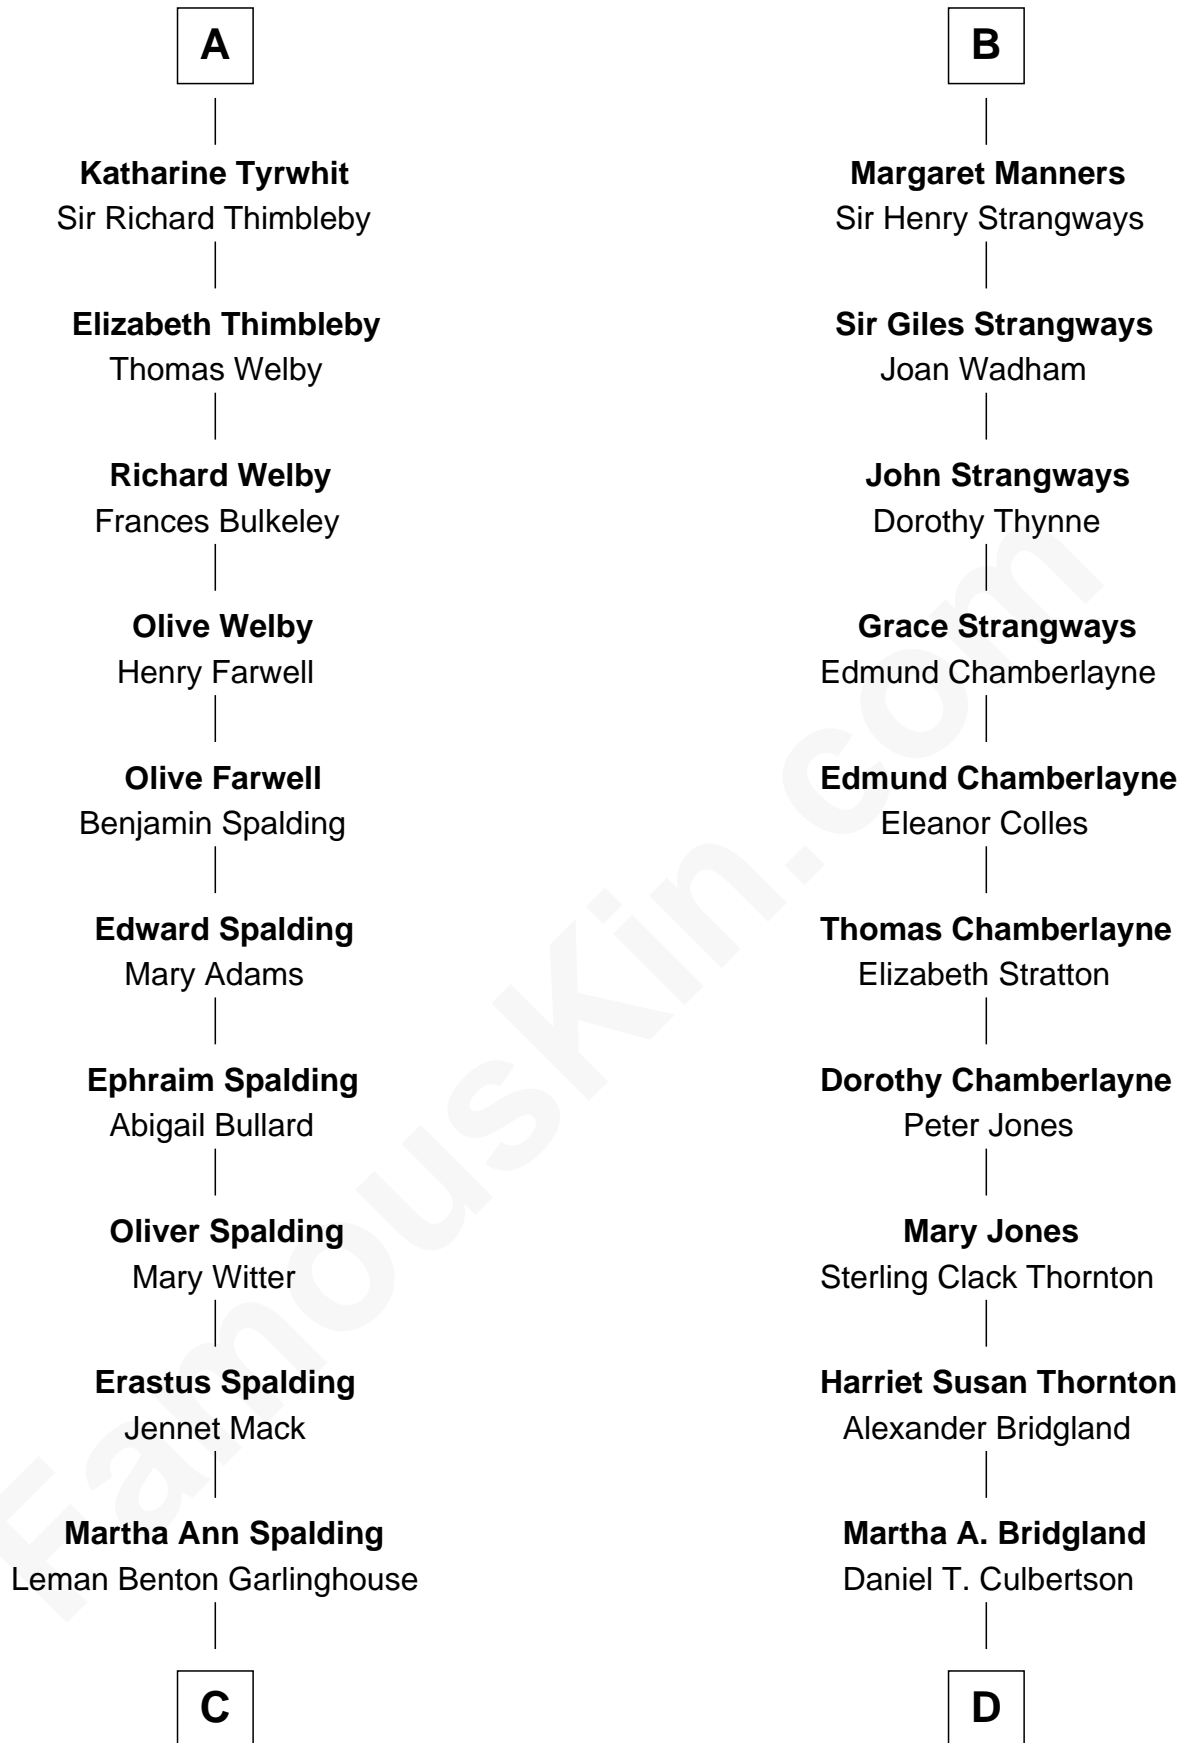 A
Katharine Tyrwhit
Sir Richard Thimbleby
Elizabeth Thimbleby
Thomas Welby
Richard Welby
Frances Bulkeley
Olive Welby
Henry Farwell
Olive Farwell
Benjamin Spalding
Edward Spalding
Mary Adams
Ephraim Spalding
Abigail Bullard
Oliver Spalding
Mary Witter
Erastus Spalding
Jennet Mack
Martha Ann Spalding
Leman Benton Garlinghouse
C
B
Margaret Manners
Sir Henry Strangways
Sir Giles Strangways
Joan Wadham
John Strangways
Dorothy Thynne
Grace Strangways
Edmund Chamberlayne
Edmund Chamberlayne
Eleanor Colles
Thomas Chamberlayne
Elizabeth Stratton
Dorothy Chamberlayne
Peter Jones
Mary Jones
Sterling Clack Thornton
Harriet Susan Thornton
Alexander Bridgland
Martha A. Bridgland
Daniel T. Culbertson
D
FamousKin.com